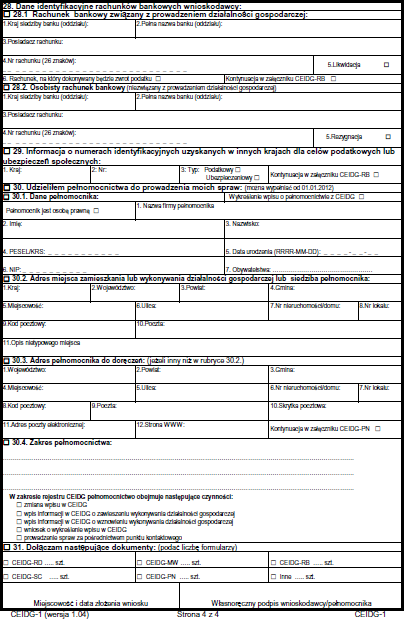 28. Dane identyfikacyjne rachunków bankowych wnioskodawcy:
☐ 28.1 Rachunek bankowy związany z prowadzeniem działalności gospodarczej:
1.Kraj siedziby banku (oddziału): 2.Pełna nazwa banku (oddziału):
3.Posiadacz rachunku:
4.Nr rachunku (26 znaków): 5.Likwidacja ☐
6. Rachunek, na który dokonywany będzie zwrot podatku ☐ Kontynuacja w załączniku CEIDG-RB ☐
☐ 28.2. Osobisty rachunek bankowy (niezwiązany z prowadzeniem działalności gospodarczej)
1.Kraj siedziby banku (oddziału): 2.Pełna nazwa banku (oddziału):
3.Posiadacz rachunku:
4.Nr rachunku (26 znaków): 5.Rezygnacja ☐
☐ 29. Informacja o numerach identyfikacyjnych uzyskanych w innych krajach dla celów podatkowych lub
ubezpieczeń społecznych:
1. Kraj: 2. Nr: 3. Typ: Podatkowy ☐
Ubezpieczeniowy ☐ Kontynuacja w załączniku CEIDG-RB ☐
☐ 30. Udzieliłem pełnomocnictwa do prowadzenia moich spraw: (można wypełniać od 01.01.2012)
☐ 30.1. Dane pełnomocnika: Wykreślenie wpisu o pełnomocnictwie z CEIDG ☐
Pełnomocnik jest osobą prawną ☐ 1. Nazwa firmy pełnomocnika
2. Imię: 3. Nazwisko:
4. PESEL/KRS: 5. Data urodzenia (RRRR-MM-DD):
6. NIP: 7. Obywatelstwa:
☐ 30.2. Adres miejsca zamieszkania lub wykonywania działalności gospodarczej lub siedziba pełnomocnika:
1.Kraj: 2.Województwo: 3.Powiat: 4.Gmina:
5.Miejscowość: 6.Ulica: 7.Nr nieruchomości/domu: 8.Nr lokalu:
9.Kod pocztowy: 10.Poczta:
11.Opis nietypowego miejsca
☐ 30.3. Adres pełnomocnika do doręczeń: (jeżeli inny niż w rubryce 30.2.)
1.Województwo: 2.Powiat: 3.Gmina:
4.Miejscowość: 5.Ulica: 6.Nr nieruchomości/domu: 7.Nr lokalu:
8.Kod pocztowy: 9.Poczta: 10.Skrytka pocztowa:
11.Adres poczty elektronicznej: 12.Strona WWW: Kontynuacja w załączniku CEIDG-PN ☐
☐ 30.4. Zakres pełnomocnictwa:
W zakresie rejestru CEIDG pełnomocnictwo obejmuje następujące czynności:
☐ zmiana wpisu w CEIDG
☐ wpis informacji w CEIDG o zawieszeniu wykonywania działalności gospodarczej
☐ wpis informacji w CEIDG o wznowieniu wykonywania działalności gospodarczej
☐ wniosek o wykreślenie wpisu w CEIDG
☐ prowadzenie spraw za pośrednictwem punktu kontaktowego
☐ 31. Dołączam następujące dokumenty: (podać liczbę formularzy)
☐ CEIDG-RD ..... szt. ☐ CEIDG-MW ..... szt. ☐ CEIDG-RB ..... szt.
☐ CEIDG-SC ..... szt. ☐ CEIDG-PN ..... szt. ☐ Inne ..... szt.
Miejscowość i data złożenia wniosku Własnoręczny podpis wnioskodawcy/pełnomocnika
CEIDG-1 (wersja 1.04) Strona 4 z 4 CEIDG-1